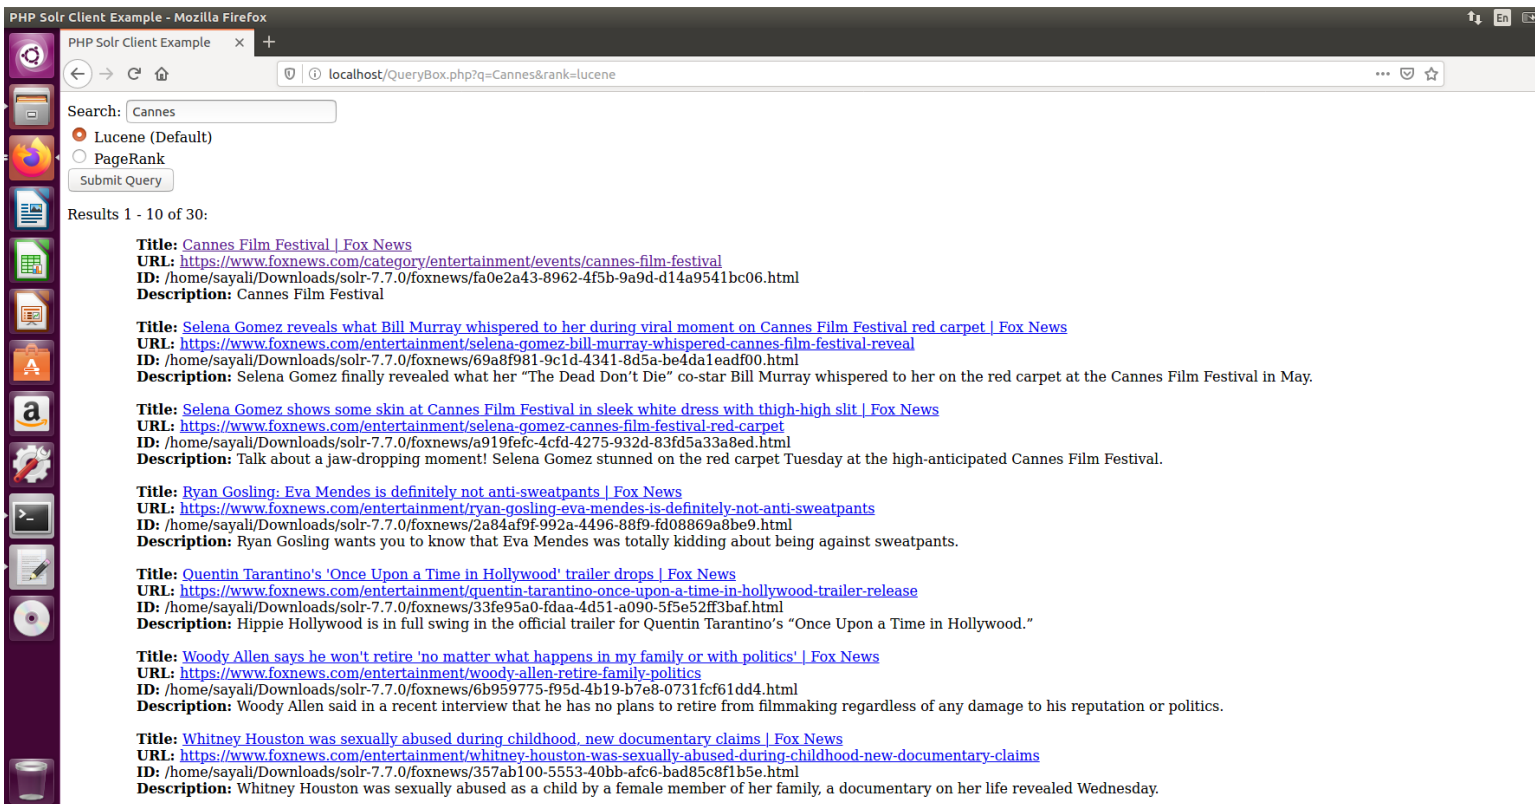 PHP Solr Client Example - Mozilla Firefox
En
PHP Solr Client Example
localhost/QueryBox.php?q=Cannes&rank=lucene
Search: Cannes
Lucene (Default)
PageRank
Submit Query
Results 1 - 10 of 30:
Title: Cannes Film Festival | Fox News
URL: https://www.foxnews.com/category/entertainment/events/cannes-film-festival
ID: /home/sayali/Downloads/solr-7.7.0/foxnews/fa0e2a43-8962-4f5b-9a9d-d14a9541bc06.html
Description: Cannes Film Festival
Title: Selena Gomez reveals what Bill Murray whispered to her during viral moment on Cannes Film Festival red carpet | Fox News
URL: https://www.foxnews.com/entertainment/selena-gomez-bill-murray-whispered-cannes-film-festival-reveal
ID: /home/sayali/Downloads/solr-7.7.0/foxnews/69a8f981-9c1d-4341-8d5a-be4da1eadf00.html
Description: Selena Gomez finally revealed what her “The Dead Don’t Die” co-star Bill Murray whispered to her on the red carpet at the Cannes Film Festival in May.
Title: Selena Gomez shows some skin at Cannes Film Festival in sleek white dress with thigh-high slit | Fox News
URL: https://www.foxnews.com/entertainment/selena-gomez-cannes-film-festival-red-carpet
ID: /home/sayali/Downloads/solr-7.7.0/foxnews/a919fefc-4cfd-4275-932d-83fd5a33a8ed.html
Description: Talk about a jaw-dropping moment! Selena Gomez stunned on the red carpet Tuesday at the high-anticipated Cannes Film Festival.
Title: Ryan Gosling: Eva Mendes is definitely not anti-sweatpants | Fox News
URL: https://www.foxnews.com/entertainment/ryan-gosling-eva-mendes-is-definitely-not-anti-sweatpants
ID: /home/sayali/Downloads/solr-7.7.0/foxnews/2a84af9f-992a-4496-88f9-fd08869a8be9.html
Description: Ryan Gosling wants you to know that Eva Mendes was totally kidding about being against sweatpants.
Title: Quentin Tarantino's 'Once Upon a Time in Hollywood' trailer drops | Fox News
URL: https://www.foxnews.com/entertainment/quentin-tarantino-once-upon-a-time-in-hollywood-trailer-release
ID: /home/sayali/Downloads/solr-7.7.0/foxnews/33fe95a0-fdaa-4d51-a090-5f5e52ff3baf.html
Description: Hippie Hollywood is in full swing in the official trailer for Quentin Tarantino’s “Once Upon a Time in Hollywood.”
Title: Woody Allen says he won't retire 'no matter what happens in my family or with politics' | Fox News
URL: https://www.foxnews.com/entertainment/woody-allen-retire-family-politics
ID: /home/sayali/Downloads/solr-7.7.0/foxnews/6b959775-f95d-4b19-b7e8-0731fcf61dd4.html
Description: Woody Allen said in a recent interview that he has no plans to retire from filmmaking regardless of any damage to his reputation or politics.
Title: Whitney Houston was sexually abused during childhood, new documentary claims | Fox News
URL: https://www.foxnews.com/entertainment/whitney-houston-was-sexually-abused-during-childhood-new-documentary-claims
ID: /home/sayali/Downloads/solr-7.7.0/foxnews/357ab100-5553-40bb-afc6-bad85c8f1b5e.html
Description: Whitney Houston was sexually abused as a child by a female member of her family, a documentary on her life revealed Wednesday.